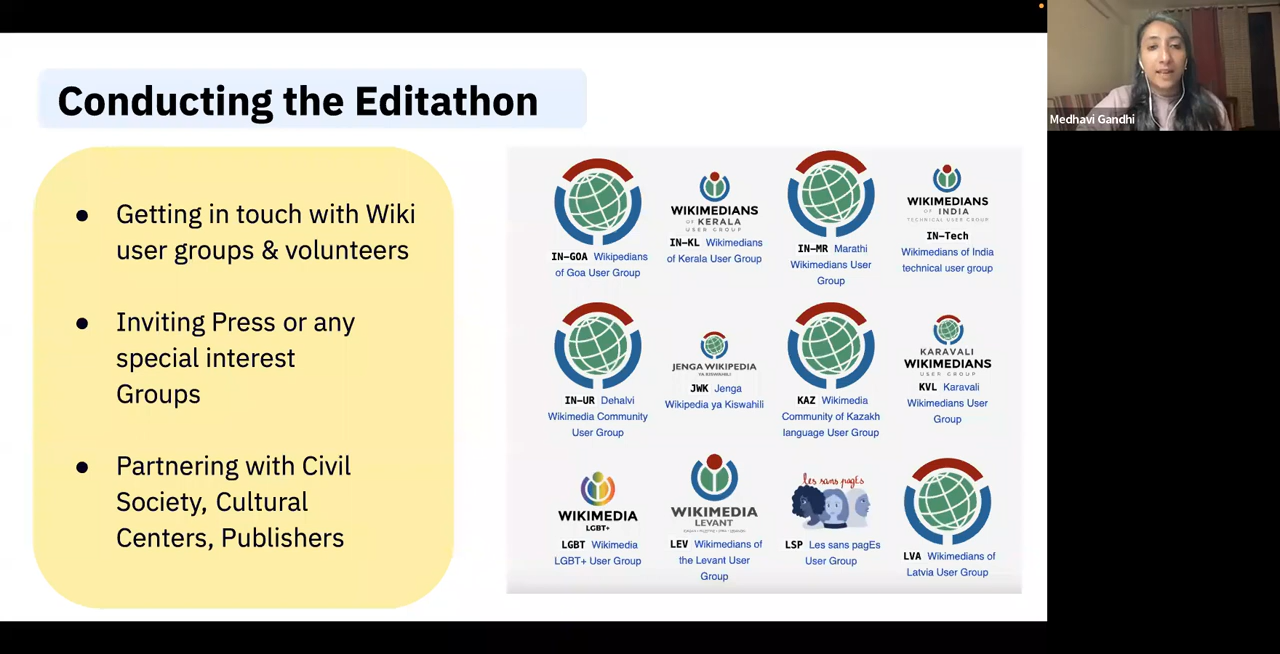 Conducting the Editathon
Medhavi Gandhi
● Getting in touch with Wiki
user groups & volunteers
● Inviting Press or any
special interest
Groups
● Partnering with Civil
Society, Cultural
Centers, Publishers
IN-GOA Wikipedians
of Goa User Group
WIKIMEDIANS
OF KERALA
USER GROUP
IN-KL Wikimedians
of Kerala User Group
IN-MR Marathi
Wikimedians User
Group
WIKIMEDIANS
OF INDIA
TECHNICAL USER GROUP
IN-Tech
Wikimedians of India
technical user group
IN-UR Dehalvi
Wikimedia Community
User Group
JENGA WIKIPEDIA
YA KISWAHILI
JWK Jenga
Wikipedia ya Kiswahili
KAZ Wikimedia
Community of Kazakh
language User Group
KARAVALI
WIKIMEDIANS
USER GROUP
KVL Karavali
Wikimedians User
Group
WIKIMEDIA
LGBT+
LGBT Wikimedia
LGBT+ User Group
WIKIMEDIA
LEVANT
LEV Wikimedians of
the Levant User
Group
les sans pagEs
LSP Les sans pagEs
User Group
LVA Wikimedians of
Latvia User Group